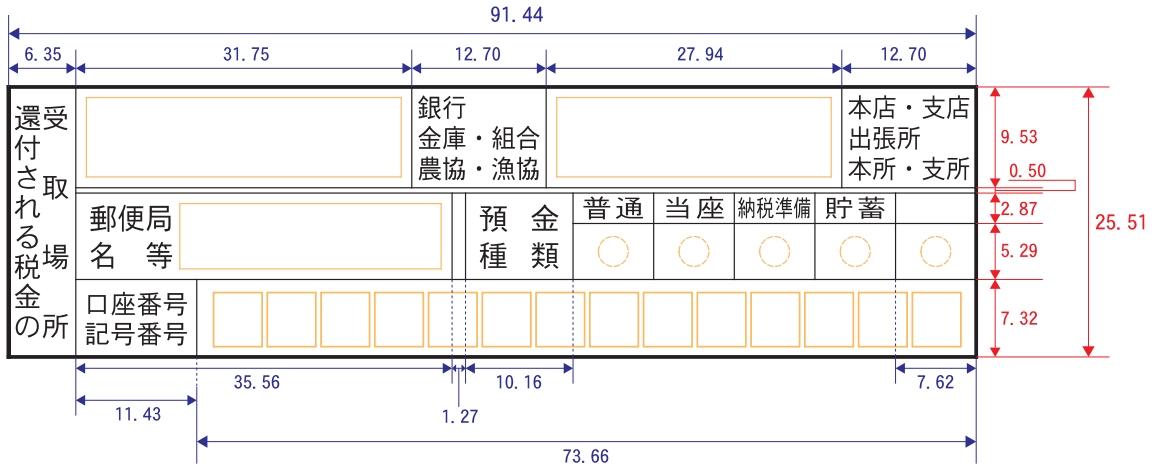 91.44
6.35
31.75
12.70
27.94
12.70
還付される税金の
受取場所
銀行
金庫・組合
農協・漁協
本店・支店
出張所
本所・支所
9.53
0.50
郵便局
名等
預金
種類
普通
当座
納税準備
貯蓄
2.87
25.51
5.29
口座番号
記号番号
7.32
35.56
10.16
7.62
11.43
1.27
73.66